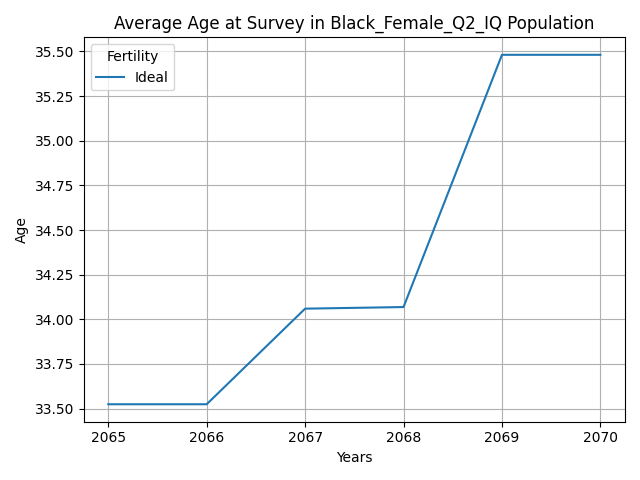 Average Age at Survey in Black_Female_Q2_IQ Population
Fertility
Ideal
35.50
35.25
35.00
34.75
34.50
34.25
34.00
33.75
33.50
Age
2065 2066 2067 2068 2069 2070
Years